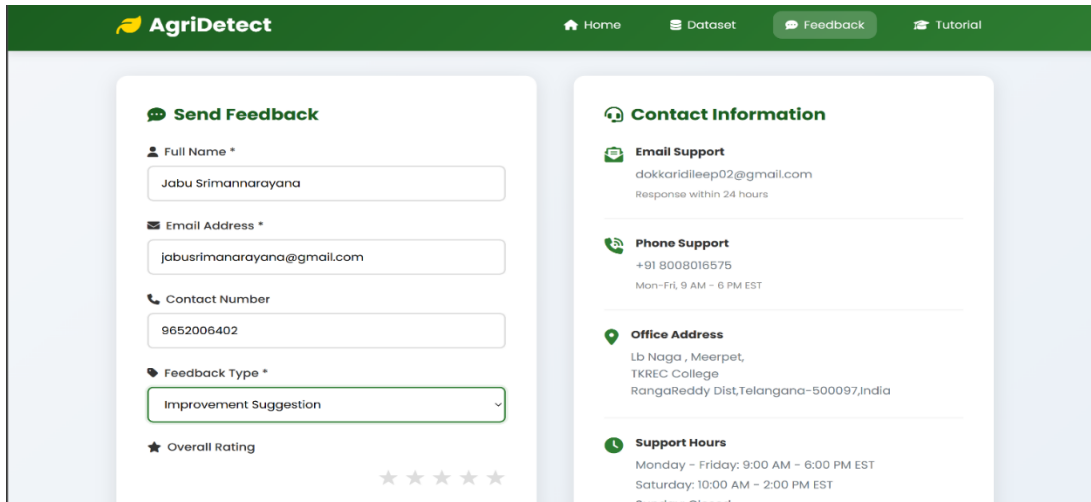 AgriDetect
Home
Dataset
Feedback
Tutorial
Send Feedback
Full Name *
Jabu Srimannarayana
Email Address *
jabusrimanarayana@gmail.com
Contact Number
9652006402
Feedback Type *
Improvement Suggestion
Overall Rating
Contact Information
Email Support
dokkaridileep02@gmail.com
Response within 24 hours
Phone Support
+91 8008016575
Mon-Fri, 9 AM - 6 PM EST
Office Address
Lb Naga , Meerpet,
TKREC College
RangaReddy Dist,Telangana-500097,India
Support Hours
Monday - Friday: 9:00 AM - 6:00 PM EST
Saturday: 10:00 AM - 2:00 PM EST